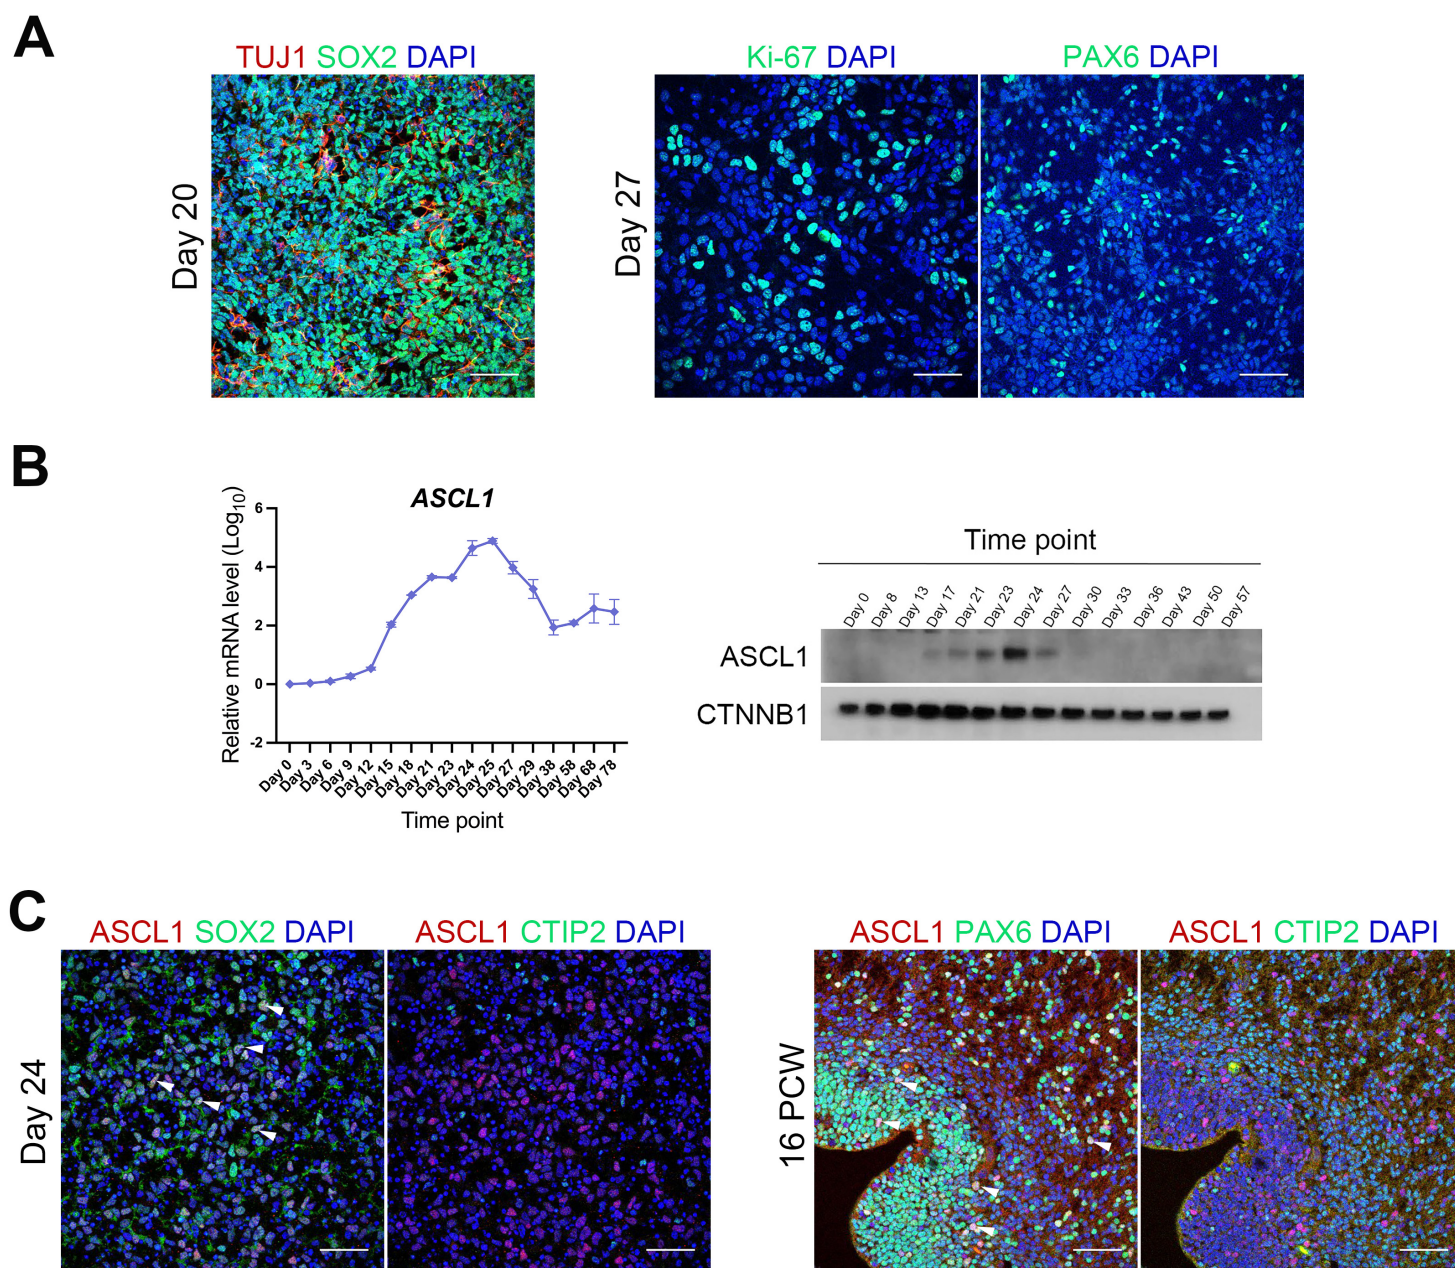 A
TUJ1 SOX2 DAPI
Ki-67 DAPI
PAX6 DAPI
Day 20
Day 27
B
ASCL1
Relative mRNA level (Log10)
6
4
2
0
-2
Day 0
Day 3
Day 6
Day 9
Day 12
Day 15
Day 18
Day 21
Day 23
Day 24
Day 25
Day 27
Day 29
Day 38
Day 58
Day 68
Day 78
Time point
Time point
Day 0
Day 8
Day 13
Day 17
Day 21
Day 23
Day 24
Day 27
Day 30
Day 33
Day 36
Day 43
Day 50
Day 57
ASCL1
CTNNB1
C
ASCL1 SOX2 DAPI
ASCL1 CTIP2 DAPI
ASCL1 PAX6 DAPI
ASCL1 CTIP2 DAPI
Day 24
16 PCW